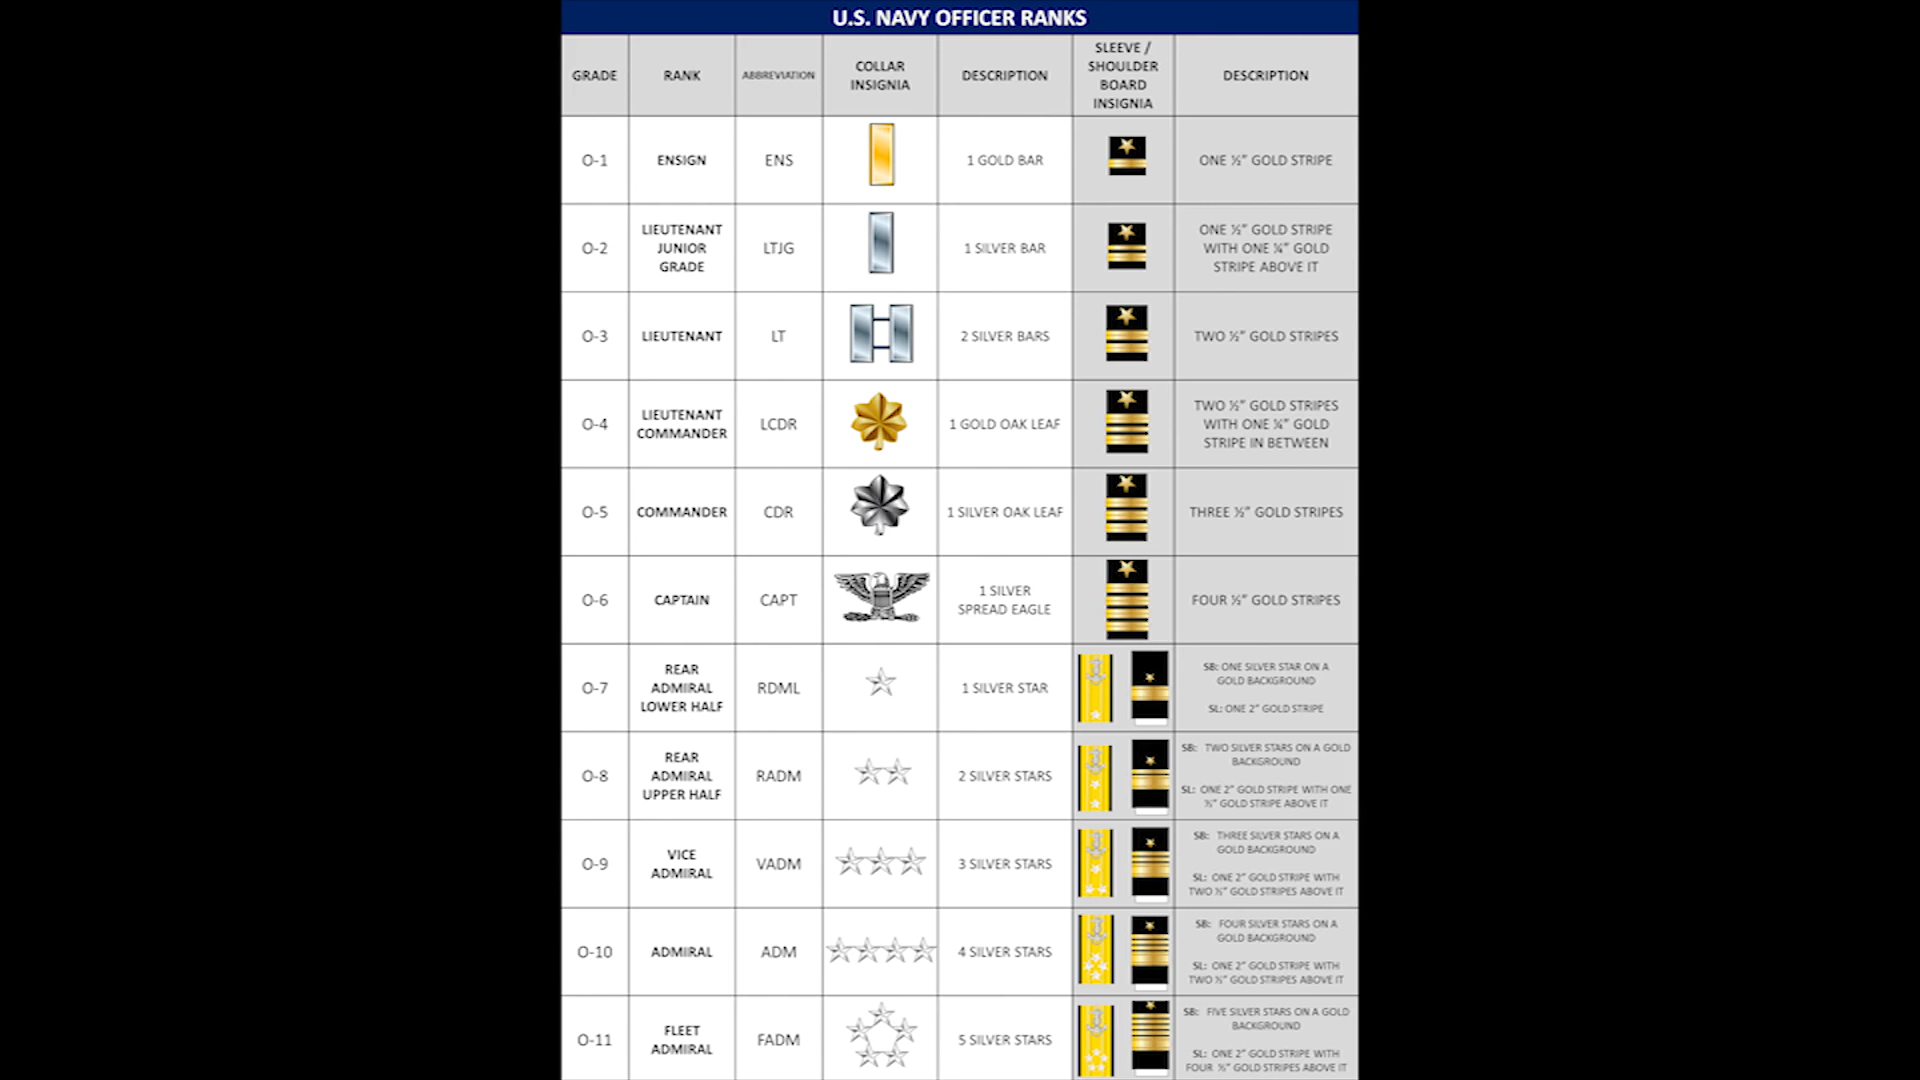 U.S. NAVY OFFICER RANKS
GRADE
RANK
ABBREVIATION
COLLAR
INSIGNIA
DESCRIPTION
SLEEVE /
SHOULDER
BOARD
INSIGNIA
DESCRIPTION
O-1
ENSIGN
ENS
1 GOLD BAR
ONE ½” GOLD STRIPE
O-2
LIEUTENANT
JUNIOR
GRADE
LTJG
1 SILVER BAR
ONE ½” GOLD STRIPE
WITH ONE ¼” GOLD
STRIPE ABOVE IT
O-3
LIEUTENANT
LT
2 SILVER BARS
TWO ½” GOLD STRIPES
O-4
LIEUTENANT
COMMANDER
LCDR
1 GOLD OAK LEAF
TWO ½” GOLD STRIPES
WITH ONE ¼” GOLD
STRIPE IN BETWEEN
O-5
COMMANDER
CDR
1 SILVER OAK LEAF
THREE ½” GOLD STRIPES
O-6
CAPTAIN
CAPT
1 SILVER
SPREAD EAGLE
FOUR ½” GOLD STRIPES
O-7
REAR
ADMIRAL
LOWER HALF
RDML
1 SILVER STAR
SB: ONE SILVER STAR ON A
GOLD BACKGROUND
SL: ONE 2” GOLD STRIPE
O-8
REAR
ADMIRAL
UPPER HALF
RADM
2 SILVER STARS
SB: TWO SILVER STARS ON A GOLD
BACKGROUND
SL: ONE 2” GOLD STRIPE WITH ONE
½” GOLD STRIPE ABOVE IT
O-9
VICE
ADMIRAL
VADM
3 SILVER STARS
SB: THREE SILVER STARS ON A
GOLD BACKGROUND
SL: ONE 2” GOLD STRIPE WITH
TWO ½” GOLD STRIPES ABOVE IT
O-10
ADMIRAL
ADM
4 SILVER STARS
SB: FOUR SILVER STARS ON A
GOLD BACKGROUND
SL: ONE 2” GOLD STRIPE WITH
TWO ½” GOLD STRIPES ABOVE IT
O-11
FLEET
ADMIRAL
FADM
5 SILVER STARS
SB: FIVE SILVER STARS ON A GOLD
BACKGROUND
SL: ONE 2” GOLD STRIPE WITH
FOUR ½” GOLD STRIPES ABOVE IT